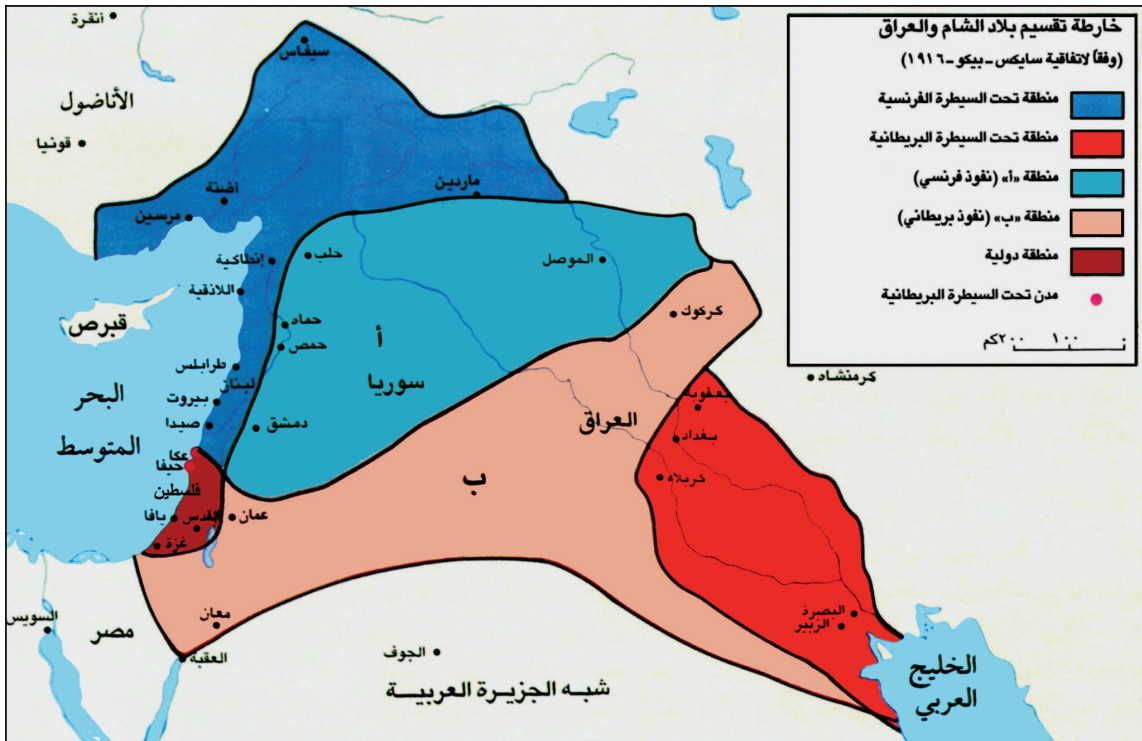 خارطة تقسيم بلاد الشام والعراق
(وفقاً لاتفاقية سايكس-بيكو-١٩١٦)
منطقة تحت السيطرة الفرنسية
منطقة تحت السيطرة البريطانية
منطقة «أ» (نفوذ فرنسي)
منطقة «ب» (نفوذ بريطاني)
منطقة دولية
مدن تحت السيطرة البريطانية
٢٠٠كم ١٠٠ ٠
أنقرة
سيفاس
الأناضول
قونيا
أضنة
ماردين
مرسين
إنطاكية
حلب
الموصل
اللاذقية
قبرص
حماه
حمص
كركوك
أ
سوريا
طرابلس
لبنان
كرمنشاه
البحر
المتوسط
بيروت
صيدا
دمشق
العراق
بعقوبة
بغداد
عكا
حيفا
كربلاء
ب
فلسطين
يافا
القدس
عمان
غزة
السويس
مصر
معان
العقبة
البصرة
الزبير
الجوف
شبه الجزيرة العربية
الخليج
العربي